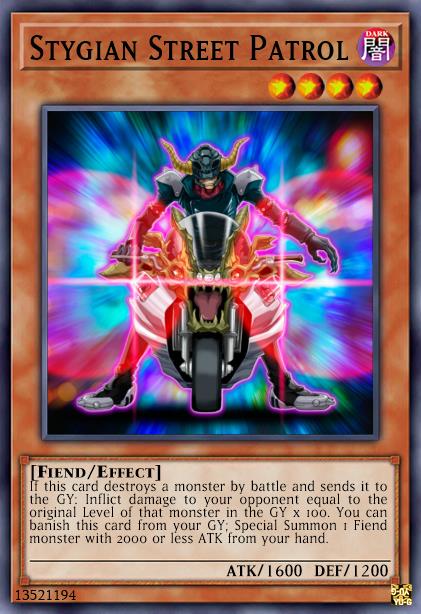 STYGIAN STREET PATROL
DARK
闇
[FIEND/EFFECT]
If this card destroys a monster by battle and sends it to
the GY: Inflict damage to your opponent equal to the
original Level of that monster in the GY x 100. You can
banish this card from your GY; Special Summon 1 Fiend
monster with 2000 or less ATK from your hand.
ATK/1600 DEF/1200
13521194